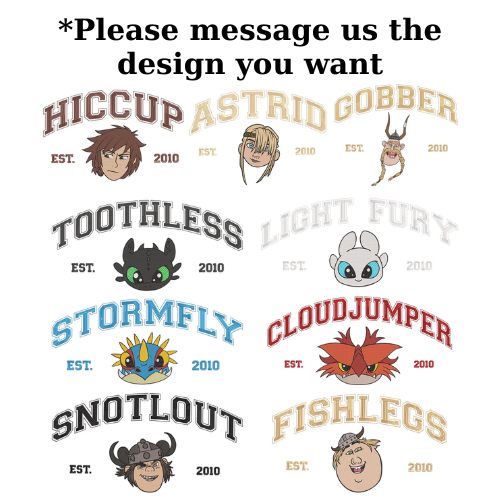 *Please message us the
design you want
HICCUP ASTRID GOBBER
EST. 2010 EST. 2010 EST. 2010
TOOTHLESS LIGHT FURY
EST. 2010 EST. 2010
STORMFLY CLOUDJUMPER
EST. 2010 EST. 2010
SNOTLOUT FISHLEGS
EST. 2010 EST. 2010